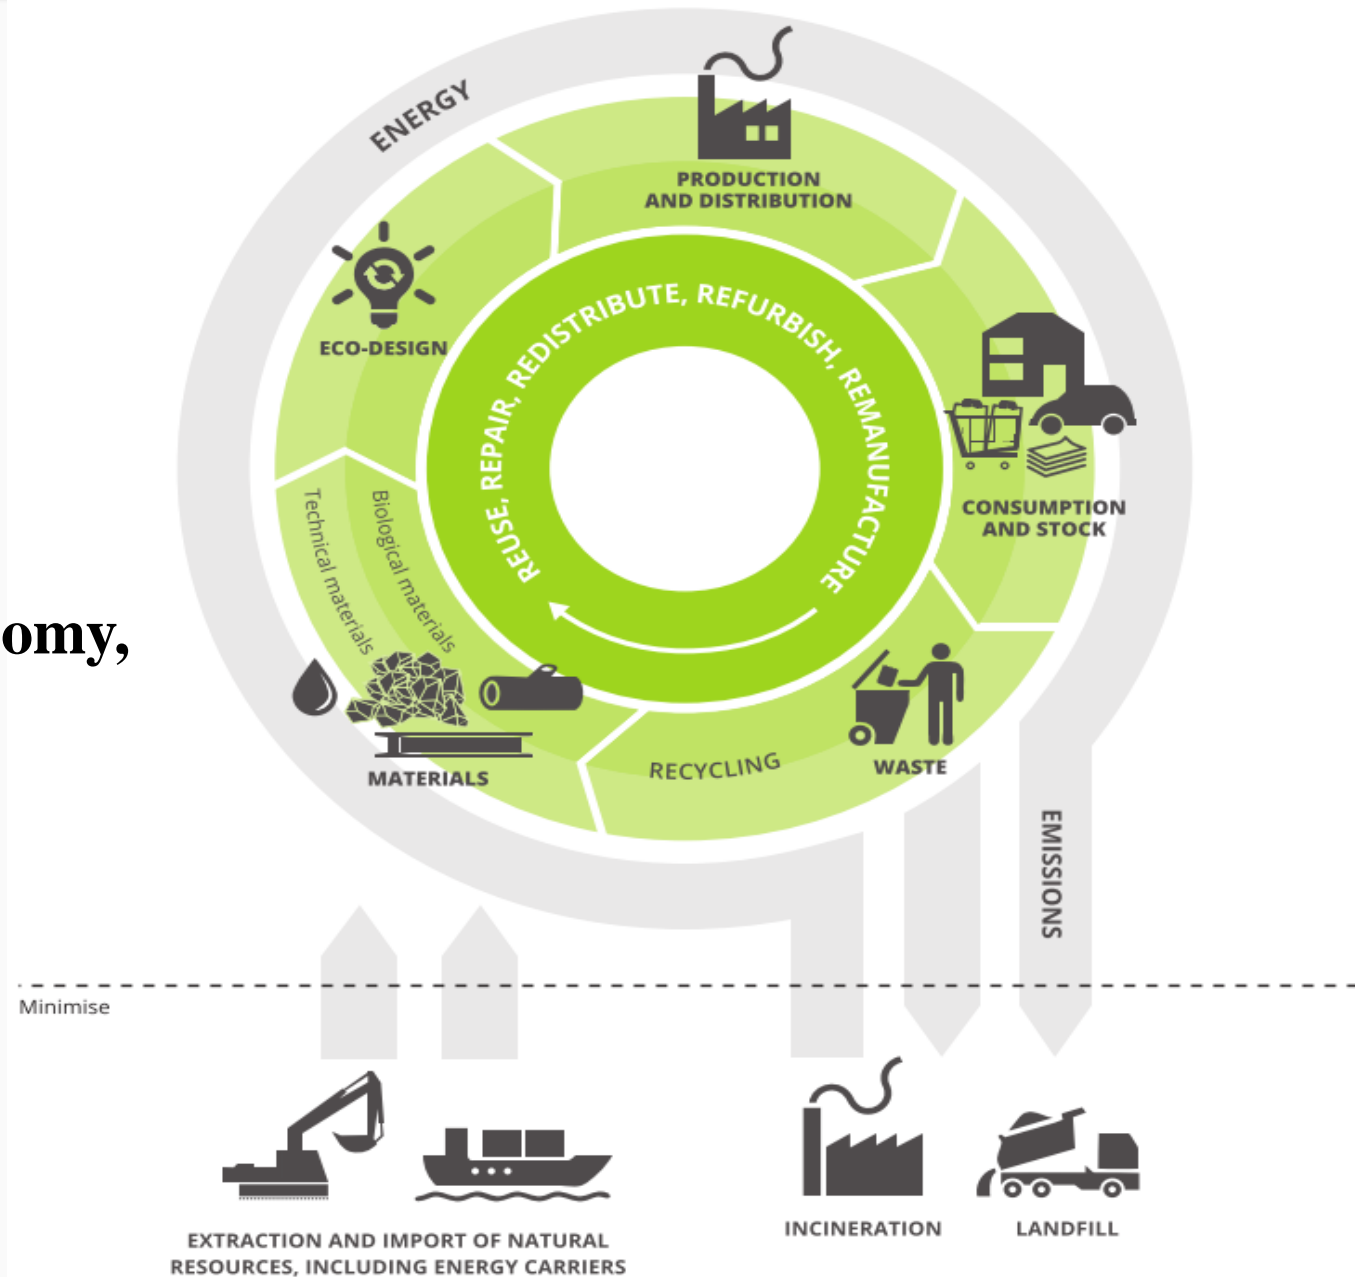 ENERGY
PRODUCTION
AND DISTRIBUTION
ECO-DESIGN
REUSE, REPAIR, REDISTRIBUTE, REFURBISH, REMANUFACTURE
CONSUMPTION
AND STOCK
Technical materials
Biological materials
omy,
MATERIALS
RECYCLING
WASTE
EMISSIONS
Minimise
EXTRACTION AND IMPORT OF NATURAL
RESOURCES, INCLUDING ENERGY CARRIERS
INCINERATION
LANDFILL